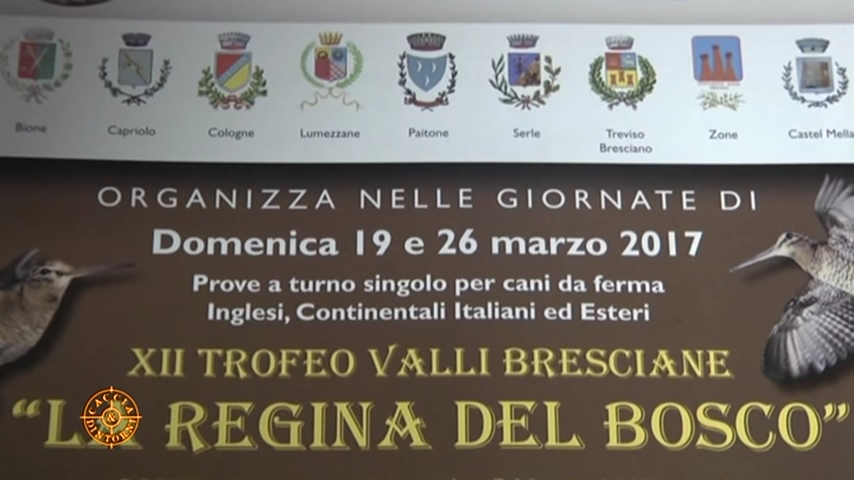 Bione Capriolo Cologne Lumezzane Paitone Serle Treviso Bresciano Zone Castel Mella
ORGANIZZA NELLE GIORNATE DI
Domenica 19 e 26 marzo 2017
Prove a turno singolo per cani da ferma
Inglesi, Continentali Italiani ed Esteri
XII TROFEO VALLI BRESCIANE
"LA REGINA DEL BOSCO"
CACCIA
&
DINTORNI